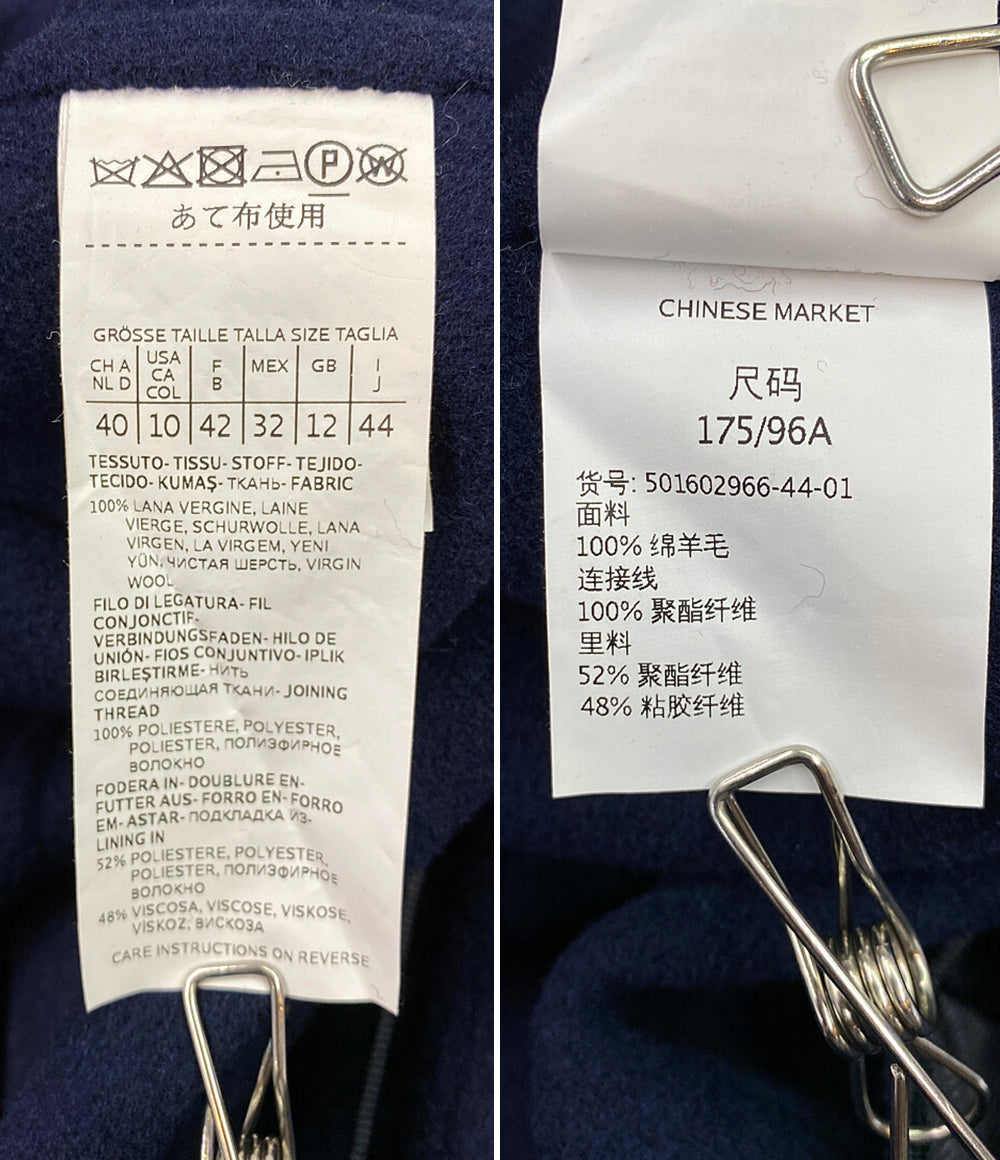 P W
あて布使用
GRÖSSE TAILLE TALLA SIZE TAGLIA
CH A NL D
USA CA COL
F B
MEX
GB
I J
40 10 42 32 12 44
TESSUTO-TISSU-STOFF-TEJIDO-
TECIDO-KUMAŞ-ТКАНЬ-FABRIC
100% LANA VERGINE, LAINE
VIERGE, SCHURWOLLE, LANA
VIRGEN, LA VIRGEM, YENI
YÜN, ЧИСТАЯ ШЕРСТЬ, VIRGIN
WOOL
FILO DI LEGATURA-FIL
CONJONCTIF-
VERBINDUNGSFADEN-HILO DE
UNIÓN-FIOS CONJUNTIVO-IPLIK
BIRLEŞTIRME-НИТЬ
СОЕДИНЯЮЩАЯ ТКАНИ-JOINING
THREAD
100% POLIESTERE, POLYESTER,
POLIESTER, ПОЛИЭФИРНОЕ
ВОЛОКНО
FODERA IN-DOUBLURE EN-
FUTTER AUS-FORRO EN-FORRO
EM-ASTAR-ПОДКЛАДКА ИЗ-
LINING IN
52% POLIESTERE, POLYESTER,
POLIESTER, ПОЛИЭФИРНОЕ
ВОЛОКНО
48% VISCOSA, VISCOSE, VISKOSE,
VISKOZ, ВИСКОЗА
CARE INSTRUCTIONS ON REVERSE
CHINESE MARKET
尺码
175/96A
货号: 501602966-44-01
面料
100% 绵羊毛
连接线
100% 聚酯纤维
里料
52% 聚酯纤维
48% 粘胶纤维